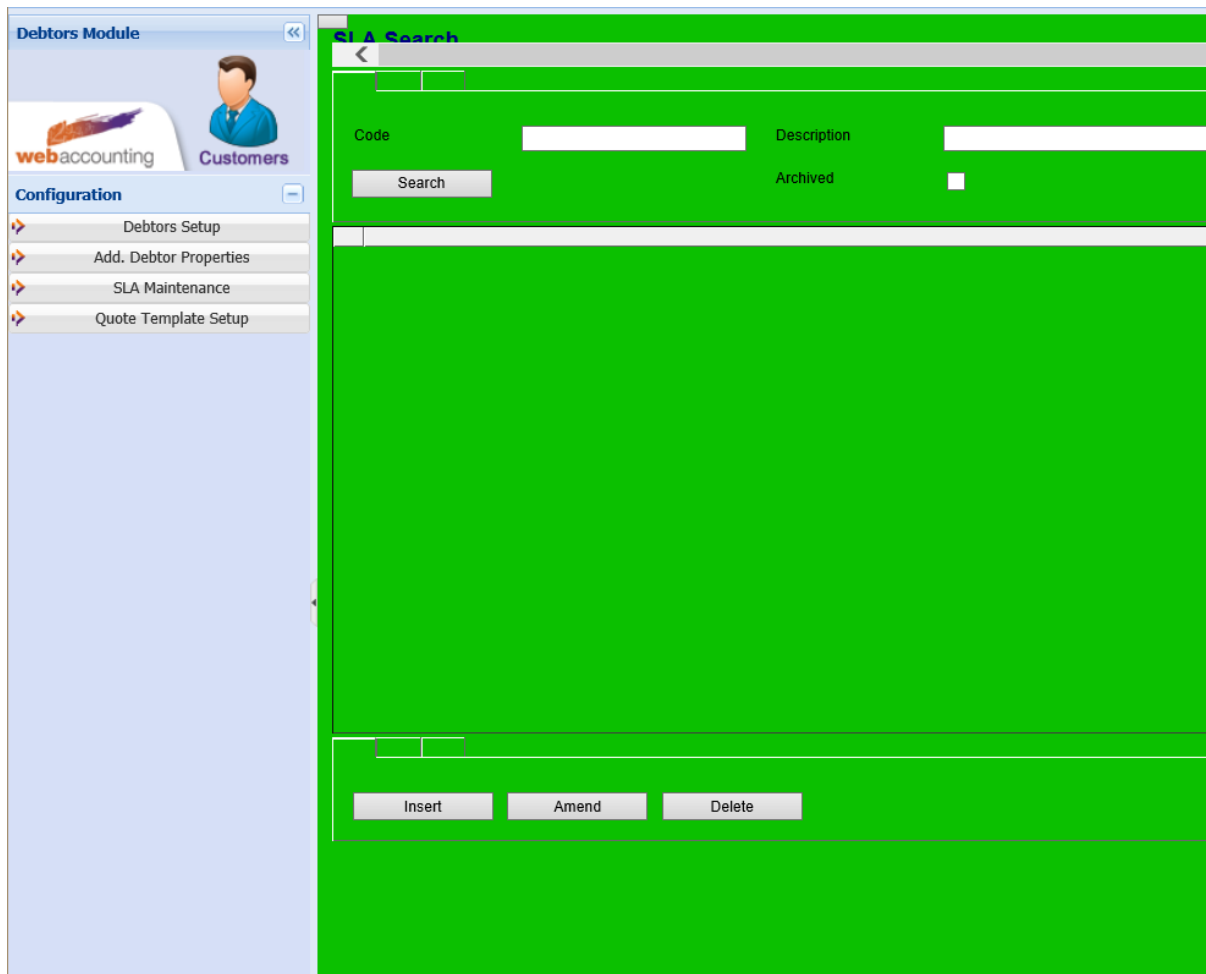 Debtors Module
webaccounting
Customers
Configuration
Debtors Setup
Add. Debtor Properties
SLA Maintenance
Quote Template Setup
SLA Search
Code
Description
Search
Archived
Insert
Amend
Delete